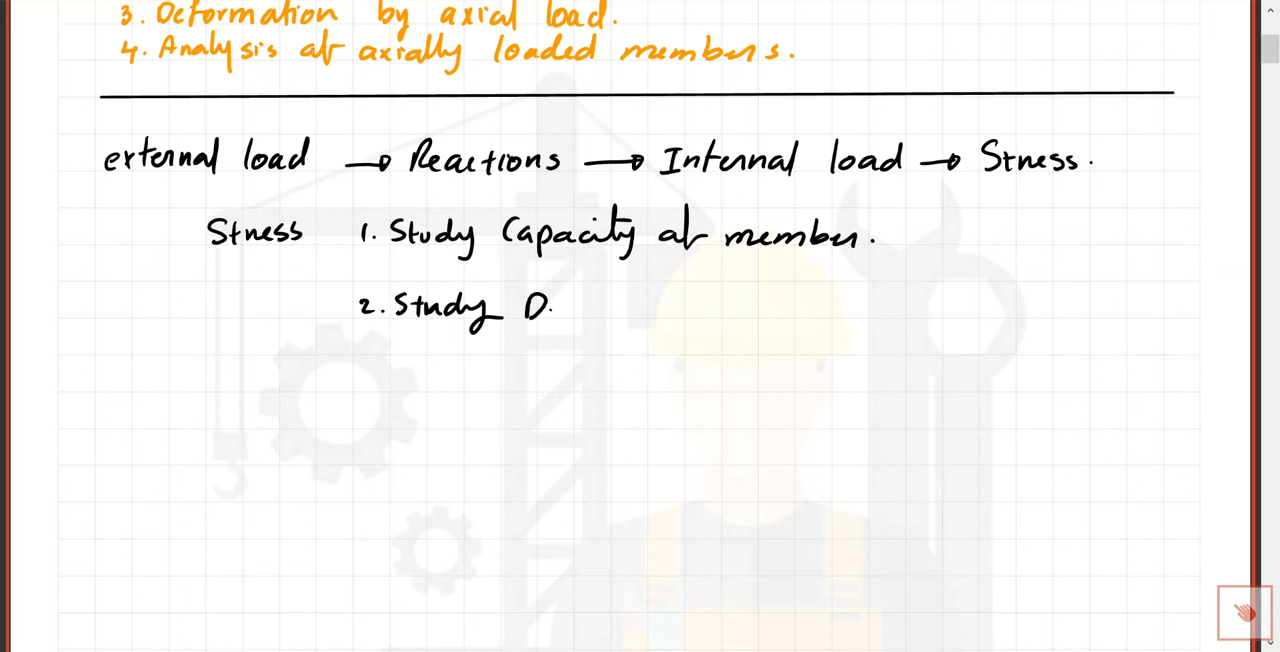 3. Deformation by axial load.
4. Analysis of axially loaded members.
external load → Reactions → Internal load → Stress.
Stress 1. Study Capacity of member.
2. Study D.